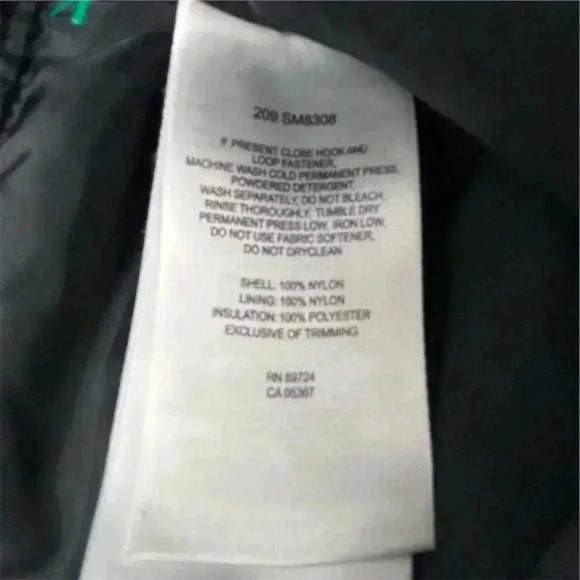 209 SM8308
IF PRESENT CLOSE HOOK AND
LOOP FASTENER,
MACHINE WASH COLD PERMANENT PRESS,
POWDERED DETERGENT
WASH SEPARATELY, DO NOT BLEACH,
RINSE THOROUGHLY, TUMBLE DRY
PERMANENT PRESS LOW, IRON LOW,
DO NOT USE FABRIC SOFTENER,
DO NOT DRYCLEAN
SHELL: 100% NYLON
LINING: 100% NYLON
INSULATION: 100% POLYESTER
EXCLUSIVE OF TRIMMING
RN 69724
CA 05367